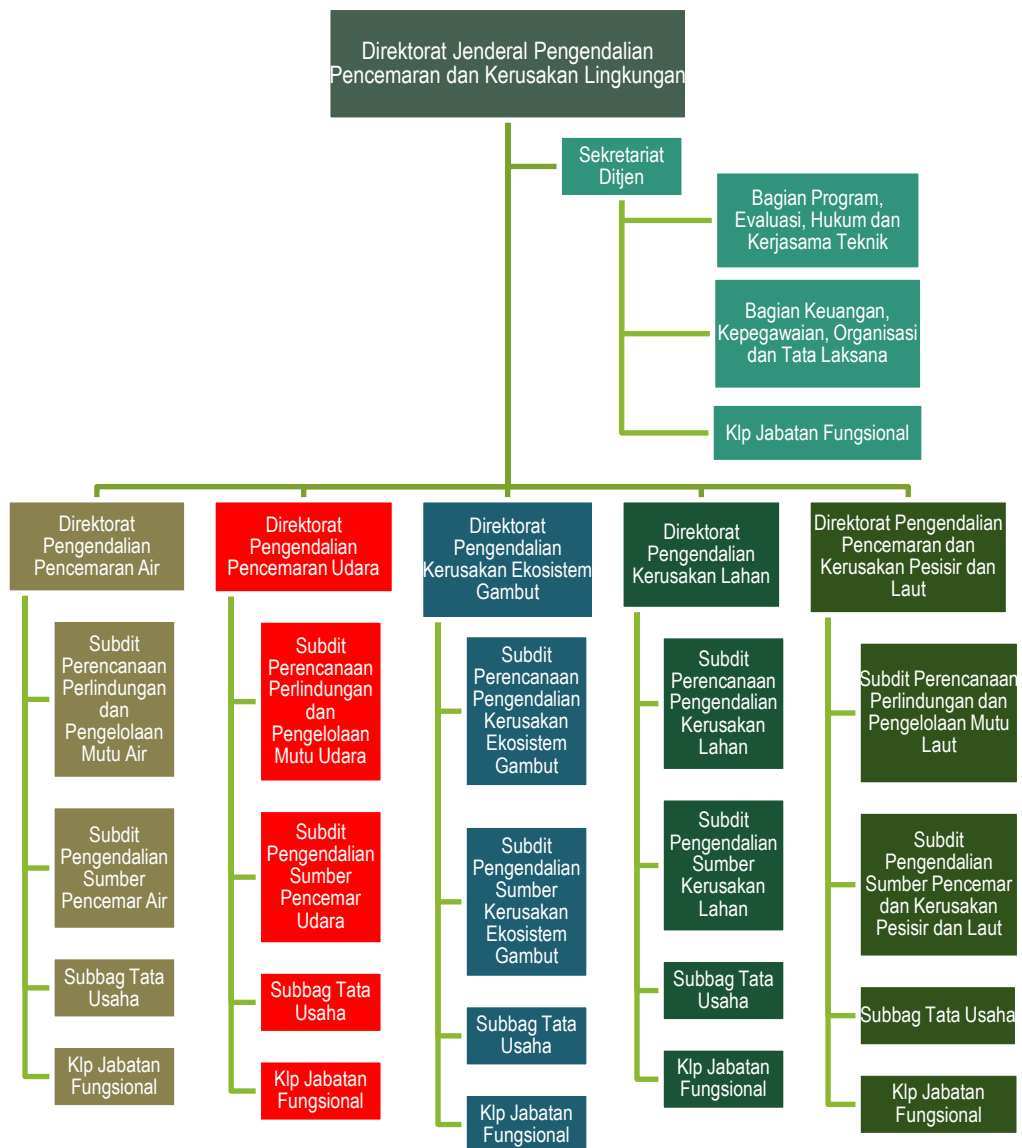 Direktorat Jenderal Pengendalian
Pencemaran dan Kerusakan Lingkungan
Sekretariat
Ditjen
Bagian Program,
Evaluasi, Hukum dan
Kerjasama Teknik
Bagian Keuangan,
Kepegawaian, Organisasi
dan Tata Laksana
Klp Jabatan Fungsional
Direktorat
Pengendalian
Pencemaran Air
Subdit
Perencanaan
Perlindungan
dan
Pengelolaan
Mutu Air
Subdit
Pengendalian
Sumber
Pencemar Air
Subbag Tata
Usaha
Klp Jabatan
Fungsional
Direktorat
Pengendalian
Pencemaran Udara
Subdit
Perencanaan
Perlindungan
dan
Pengelolaan
Mutu Udara
Subdit
Pengendalian
Sumber
Pencemar
Udara
Subbag Tata
Usaha
Klp Jabatan
Fungsional
Direktorat
Pengendalian
Kerusakan Ekosistem
Gambut
Subdit
Perencanaan
Pengendalian
Kerusakan
Ekosistem
Gambut
Subdit
Pengendalian
Sumber
Kerusakan
Ekosistem
Gambut
Subbag Tata
Usaha
Klp Jabatan
Fungsional
Direktorat
Pengendalian
Kerusakan Lahan
Subdit
Perencanaan
Pengendalian
Kerusakan
Lahan
Subdit
Pengendalian
Sumber
Kerusakan
Lahan
Subbag Tata
Usaha
Klp Jabatan
Fungsional
Direktorat Pengendalian
Pencemaran dan
Kerusakan Pesisir dan
Laut
Subdit Perencanaan
Perlindungan dan
Pengelolaan Mutu
Laut
Subdit
Pengendalian
Sumber Pencemar
dan Kerusakan
Pesisir dan Laut
Subbag Tata Usaha
Klp Jabatan
Fungsional